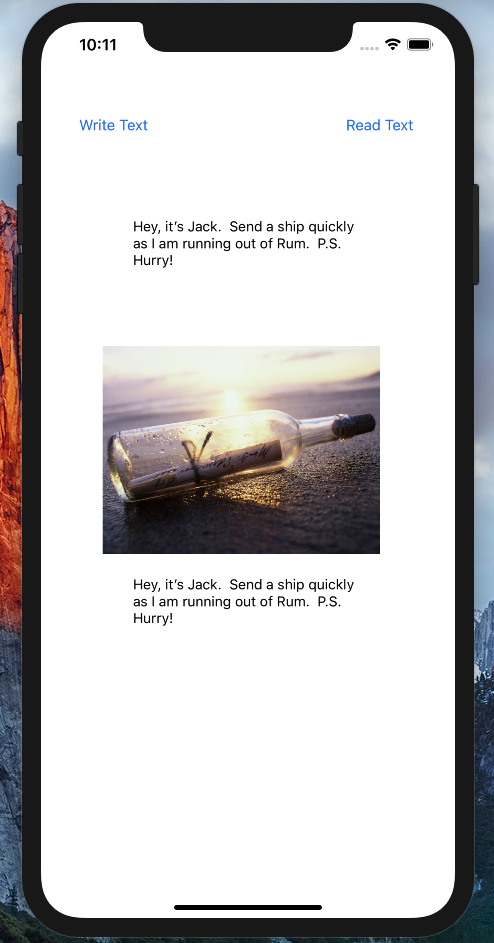 10:11
Write Text Read Text
Hey, it's Jack.  Send a ship quickly
as I am running out of Rum.  P.S.
Hurry!
Hey, it's Jack.  Send a ship quickly
as I am running out of Rum.  P.S.
Hurry!